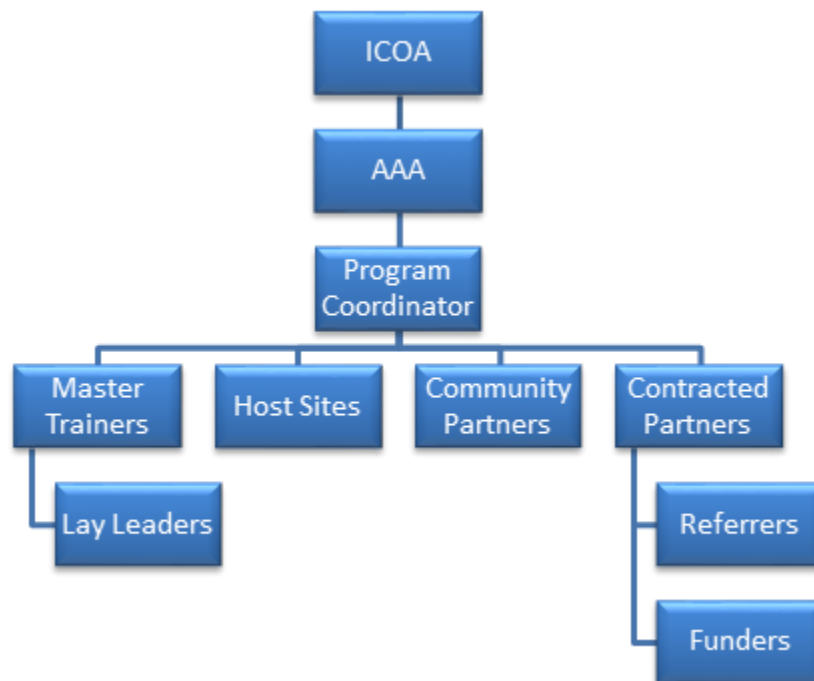 ICOA
AAA
Program
Coordinator
Master
Trainers
Host Sites
Community
Partners
Contracted
Partners
Lay Leaders
Referrers
Funders